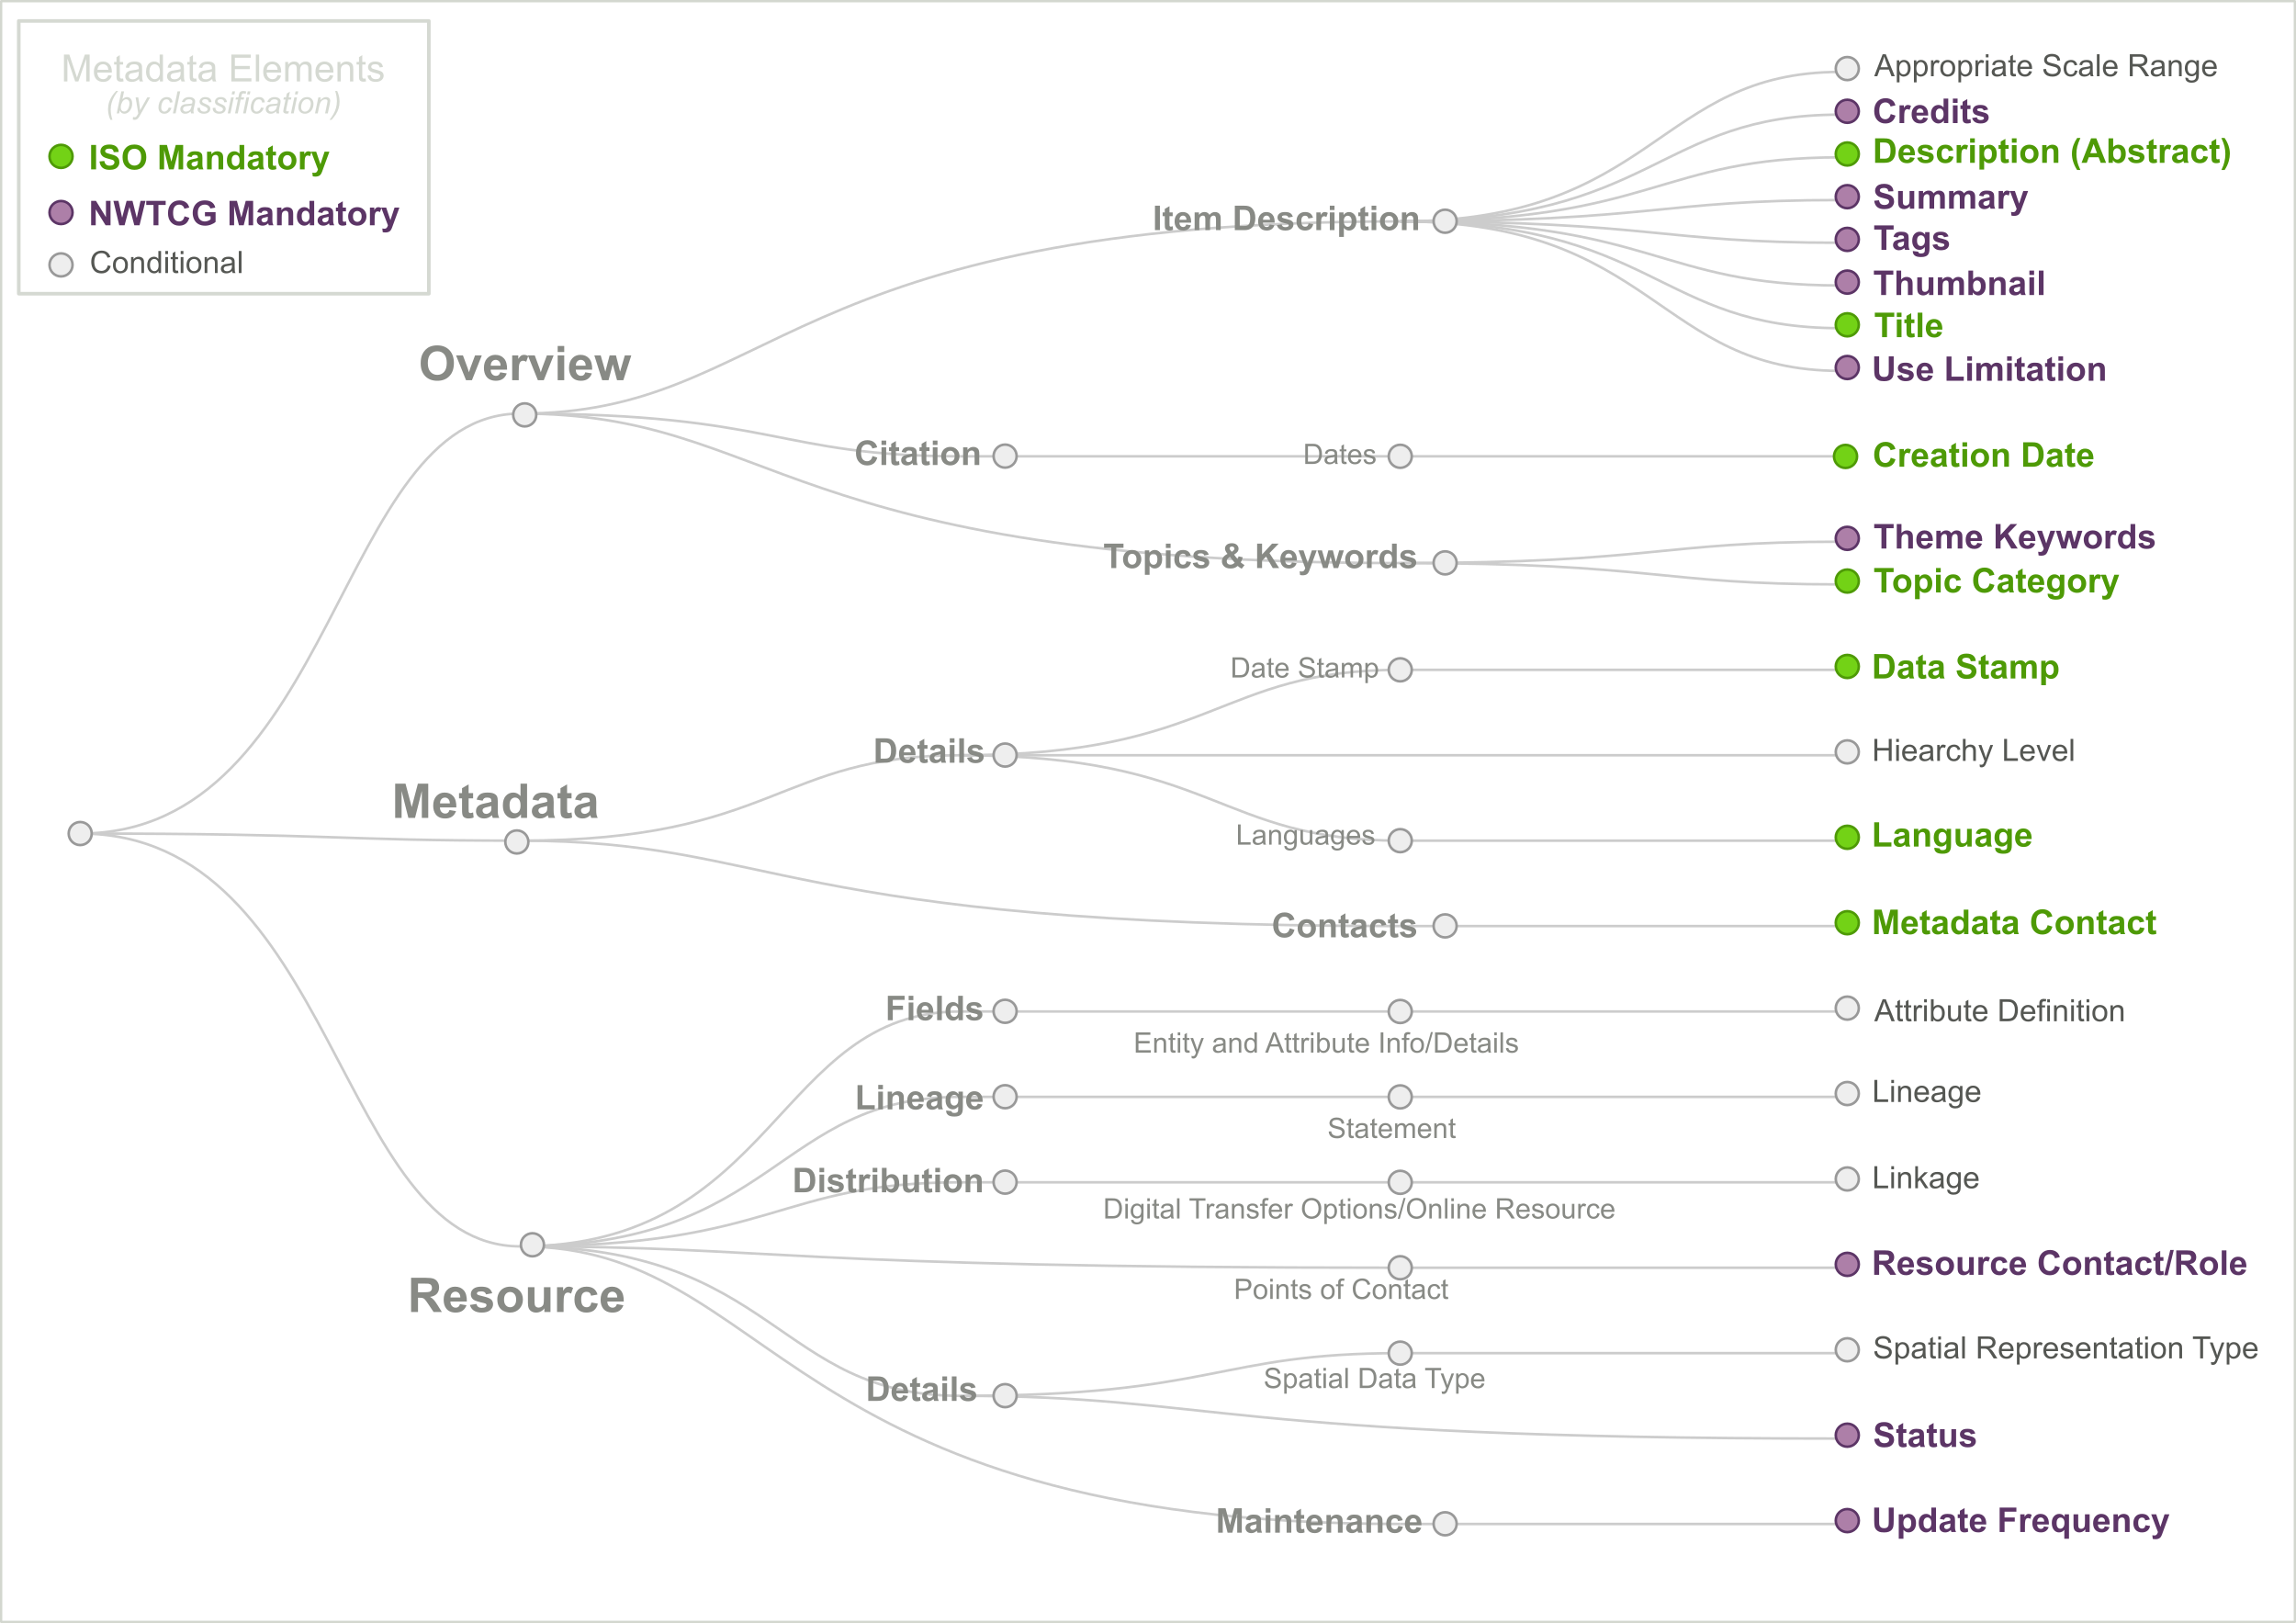 Metadata Elements
(by classification)
ISO Mandatory
NWTCG Mandatory
Conditional
Overview
Item Description
Appropriate Scale Range
Credits
Description (Abstract)
Summary
Tags
Thumbnail
Title
Use Limitation
Citation
Dates
Creation Date
Topics & Keywords
Theme Keywords
Topic Category
Metadata
Details
Date Stamp
Data Stamp
Hiearchy Level
Languages
Language
Contacts
Metadata Contact
Resource
Fields
Entity and Attribute Info/Details
Attribute Definition
Lineage
Statement
Lineage
Distribution
Digital Transfer Options/Online Resource
Linkage
Points of Contact
Resource Contact/Role
Details
Spatial Data Type
Spatial Representation Type
Status
Maintenance
Update Frequency